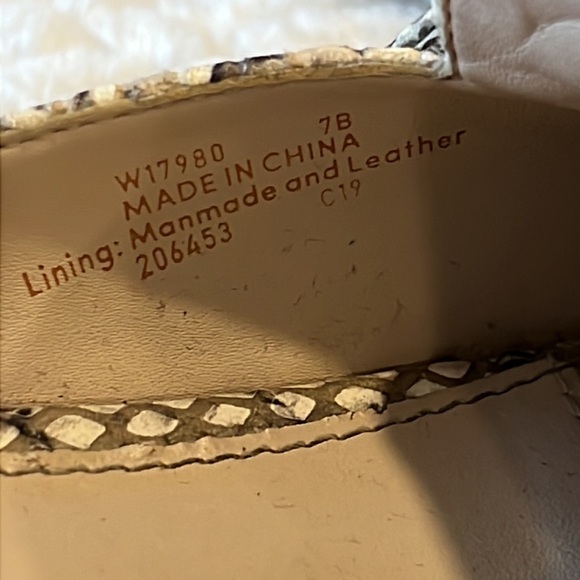 W17980 7B
MADE IN CHINA
Lining: Manmade and Leather
206453 C19